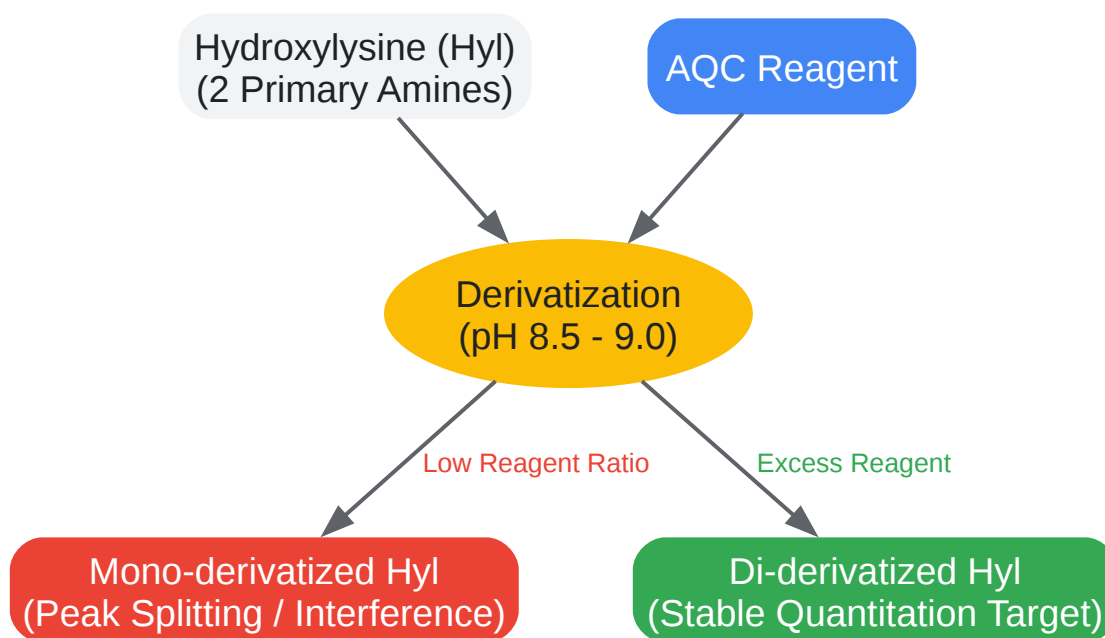 Hydroxylysine (Hyl)
(2 Primary Amines)
AQC Reagent
Derivatization
(pH 8.5 - 9.0)
Low Reagent Ratio
Excess Reagent
Mono-derivatized Hyl
(Peak Splitting / Interference)
Di-derivatized Hyl
(Stable Quantitation Target)